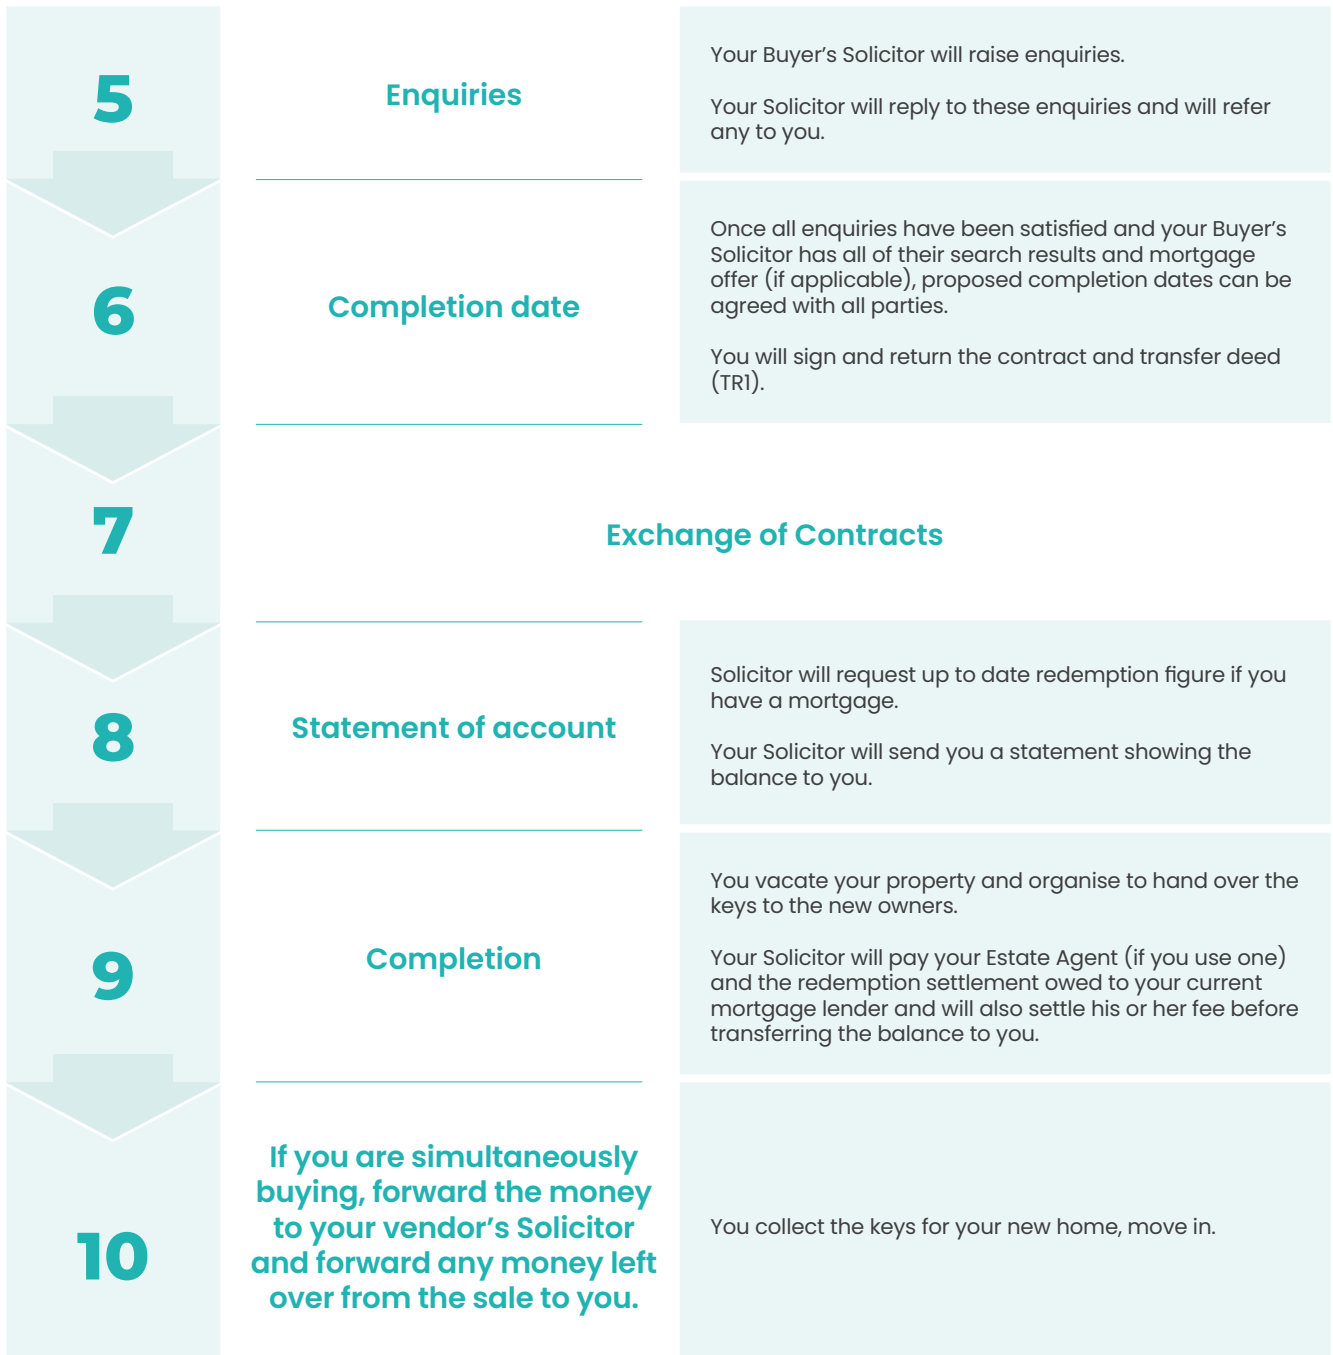 5
Enquiries
Your Buyer’s Solicitor will raise enquiries.
Your Solicitor will reply to these enquiries and will refer
any to you.
6
Completion date
Once all enquiries have been satisfied and your Buyer’s
Solicitor has all of their search results and mortgage
offer (if applicable), proposed completion dates can be
agreed with all parties.
You will sign and return the contract and transfer deed
(TR1).
7
Exchange of Contracts
8
Statement of account
Solicitor will request up to date redemption figure if you
have a mortgage.
Your Solicitor will send you a statement showing the
balance to you.
9
Completion
You vacate your property and organise to hand over the
keys to the new owners.
Your Solicitor will pay your Estate Agent (if you use one)
and the redemption settlement owed to your current
mortgage lender and will also settle his or her fee before
transferring the balance to you.
10
If you are simultaneously
buying, forward the money
to your vendor’s Solicitor
and forward any money left
over from the sale to you.
You collect the keys for your new home, move in.